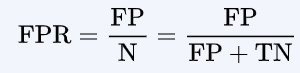 FPR = FP/N = FP/(FP + TN)